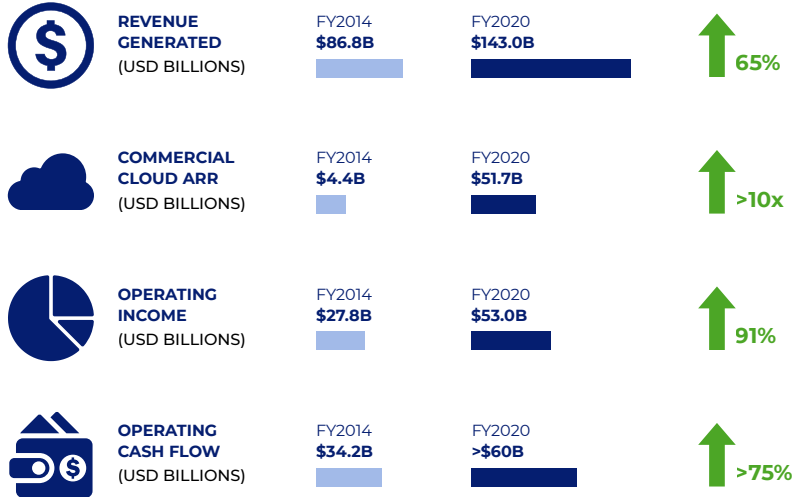 REVENUE
GENERATED
(USD BILLIONS)
FY2014
$86.8B
FY2020
$143.0B
65%
COMMERCIAL
CLOUD ARR
(USD BILLIONS)
FY2014
$4.4B
FY2020
$51.7B
>10x
OPERATING
INCOME
(USD BILLIONS)
FY2014
$27.8B
FY2020
$53.0B
91%
OPERATING
CASH FLOW
(USD BILLIONS)
FY2014
$34.2B
FY2020
>$60B
>75%